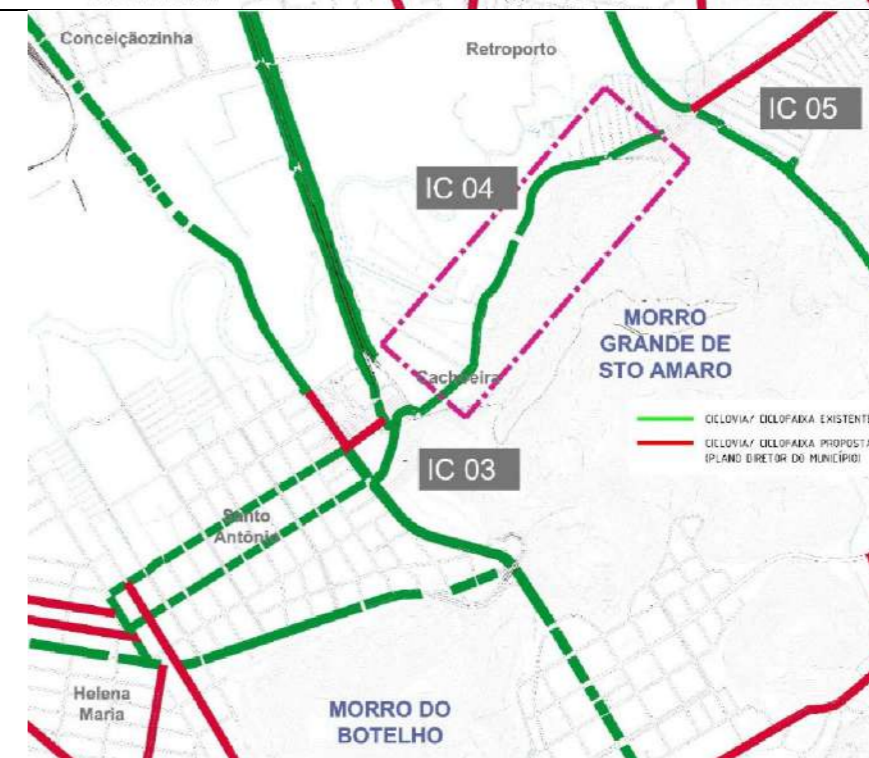 Conceiçãozinha
Retroporto
IC 05
IC 04
MORRO
GRANDE DE
STO AMARO
Cachoeira
CICLOVIA/ CICLOFAIXA EXISTENTE
CICLOVIA/ CICLOFAIXA PROPOSTA
(PLANO DIRETOR DO MUNICÍPIO)
IC 03
Santo
Antônio
Helena
Maria
MORRO DO
BOTELHO